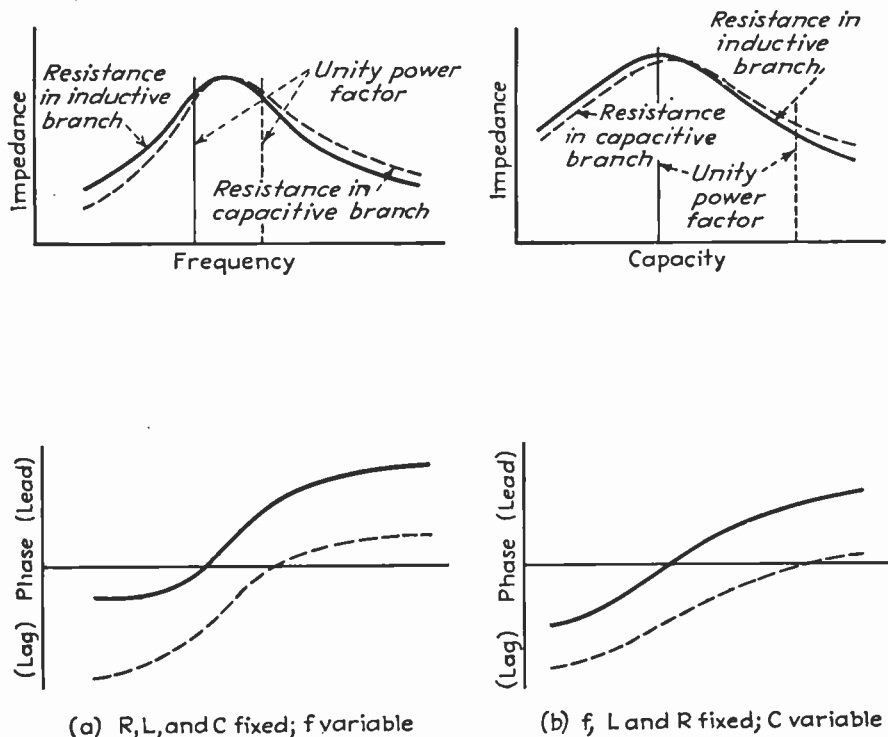 Impedance
Resistance
in inductive
branch
Unity power
factor
Resistance in
capacitive branch
Frequency
Impedance
Resistance in
inductive
branch
Resistance
in capacitive
branch
Unity
power
factor
Capacity
(Lag) Phase (Lead)
(a) R, L, and C fixed; f variable
(Lag) Phase (Lead)
(b) f, L and R fixed; C variable